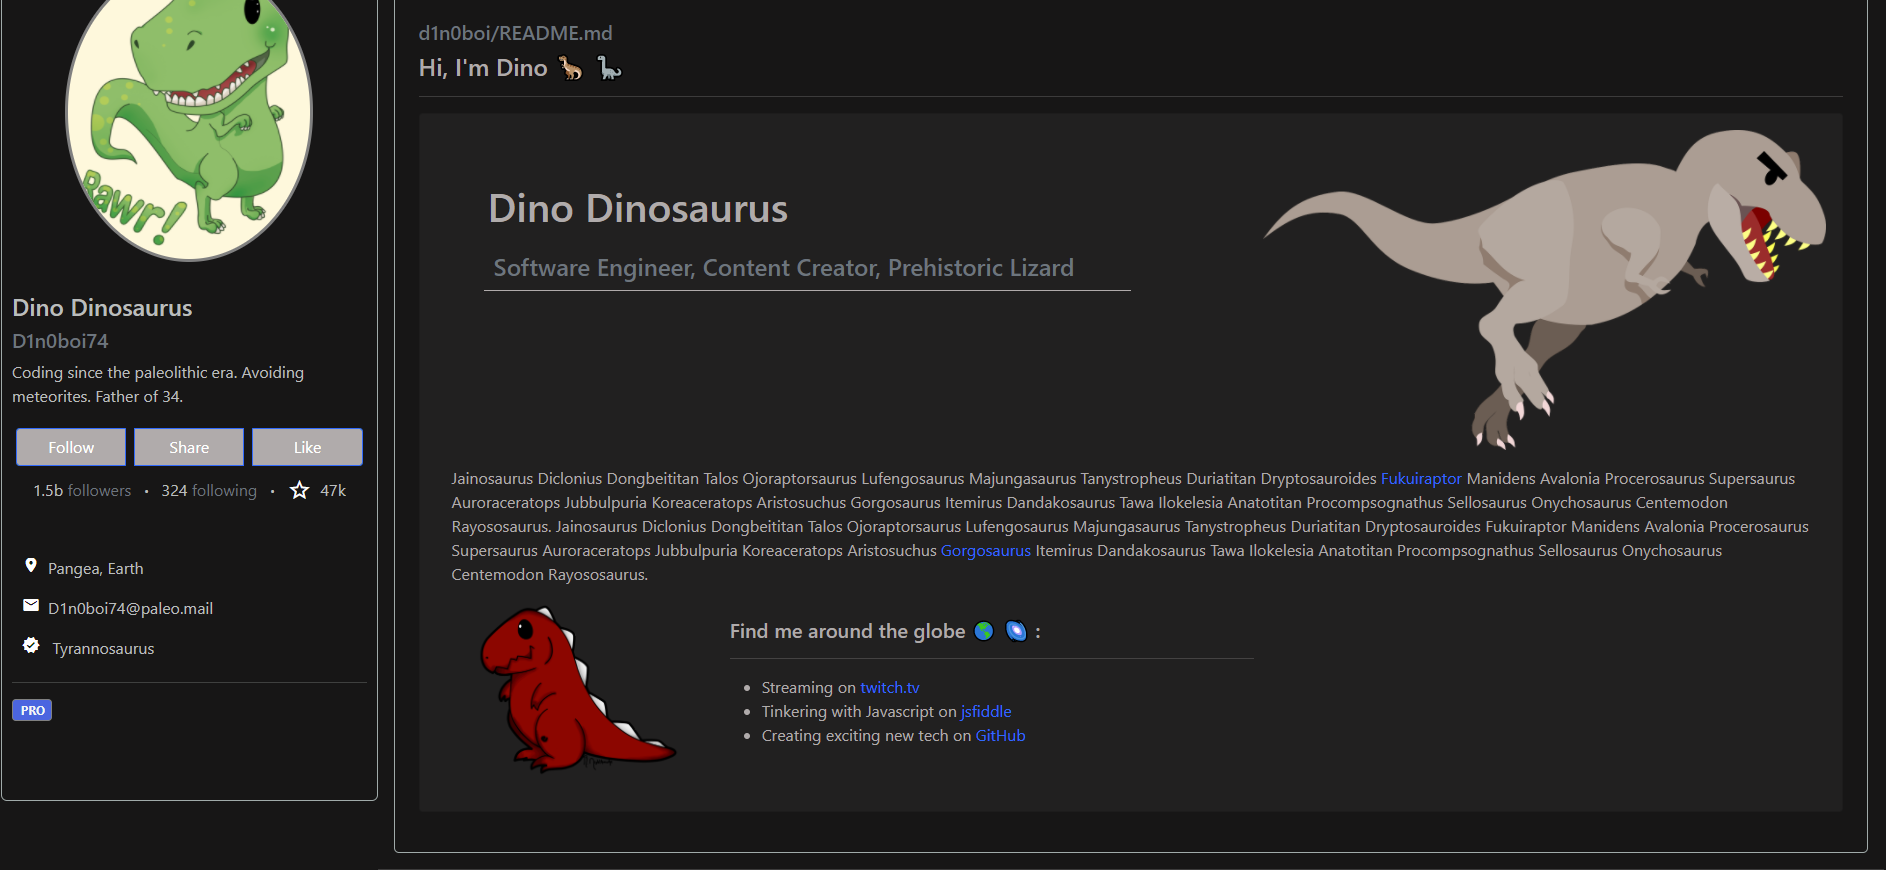 Rawr!
Dino Dinosaurus
D1n0boi74
Coding since the paleolithic era. Avoiding
meteorites. Father of 34.
Follow Share Like
1.5b followers • 324 following • 47k
Pangea, Earth
D1n0boi74@paleo.mail
Tyrannosaurus
PRO
d1n0boi/README.md
Hi, I'm Dino 🦖 🦕
Dino Dinosaurus
Software Engineer, Content Creator, Prehistoric Lizard
Jainosaurus Diclonius Dongbeititan Talos Ojoraptorsaurus Lufengosaurus Majungasaurus Tanystropheus Duriatitan Dryptosauroides Fukuiraptor Manidens Avalonia Procerosaurus Supersaurus
Auroraceratops Jubbulpuria Koreaceratops Aristosuchus Gorgosaurus Itemirus Dandakosaurus Tawa Ilokelesia Anatotitan Procompsognathus Sellosaurus Onychosaurus Centemodon
Rayososaurus. Jainosaurus Diclonius Dongbeititan Talos Ojoraptorsaurus Lufengosaurus Majungasaurus Tanystropheus Duriatitan Dryptosauroides Fukuiraptor Manidens Avalonia Procerosaurus
Supersaurus Auroraceratops Jubbulpuria Koreaceratops Aristosuchus Gorgosaurus Itemirus Dandakosaurus Tawa Ilokelesia Anatotitan Procompsognathus Sellosaurus Onychosaurus
Centemodon Rayososaurus.
Find me around the globe 🌎 🌌 :
• Streaming on twitch.tv
• Tinkering with Javascript on jsfiddle
• Creating exciting new tech on GitHub